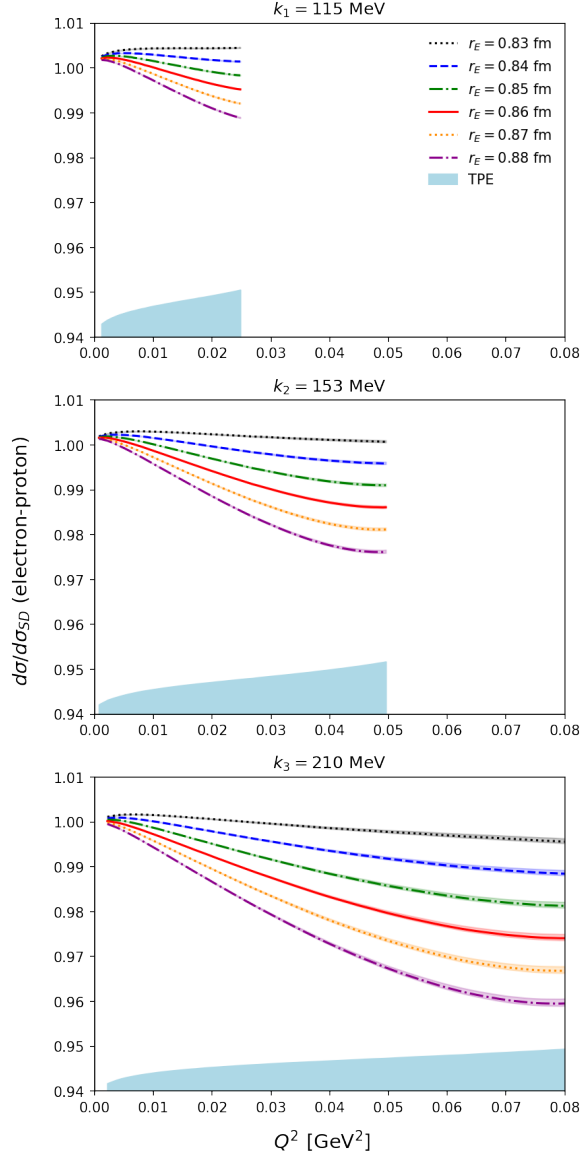 k₁ = 115 MeV
1.01
1.00
0.99
0.98
0.97
0.96
0.95
0.94
0.00 0.01 0.02 0.03 0.04 0.05 0.06 0.07 0.08
r_E = 0.83 fm
r_E = 0.84 fm
r_E = 0.85 fm
r_E = 0.86 fm
r_E = 0.87 fm
r_E = 0.88 fm
TPE
k₂ = 153 MeV
1.01
1.00
0.99
0.98
0.97
0.96
0.95
0.94
0.00 0.01 0.02 0.03 0.04 0.05 0.06 0.07 0.08
dσ/dσ_SD (electron-proton)
k₃ = 210 MeV
1.01
1.00
0.99
0.98
0.97
0.96
0.95
0.94
0.00 0.01 0.02 0.03 0.04 0.05 0.06 0.07 0.08
Q² [GeV²]